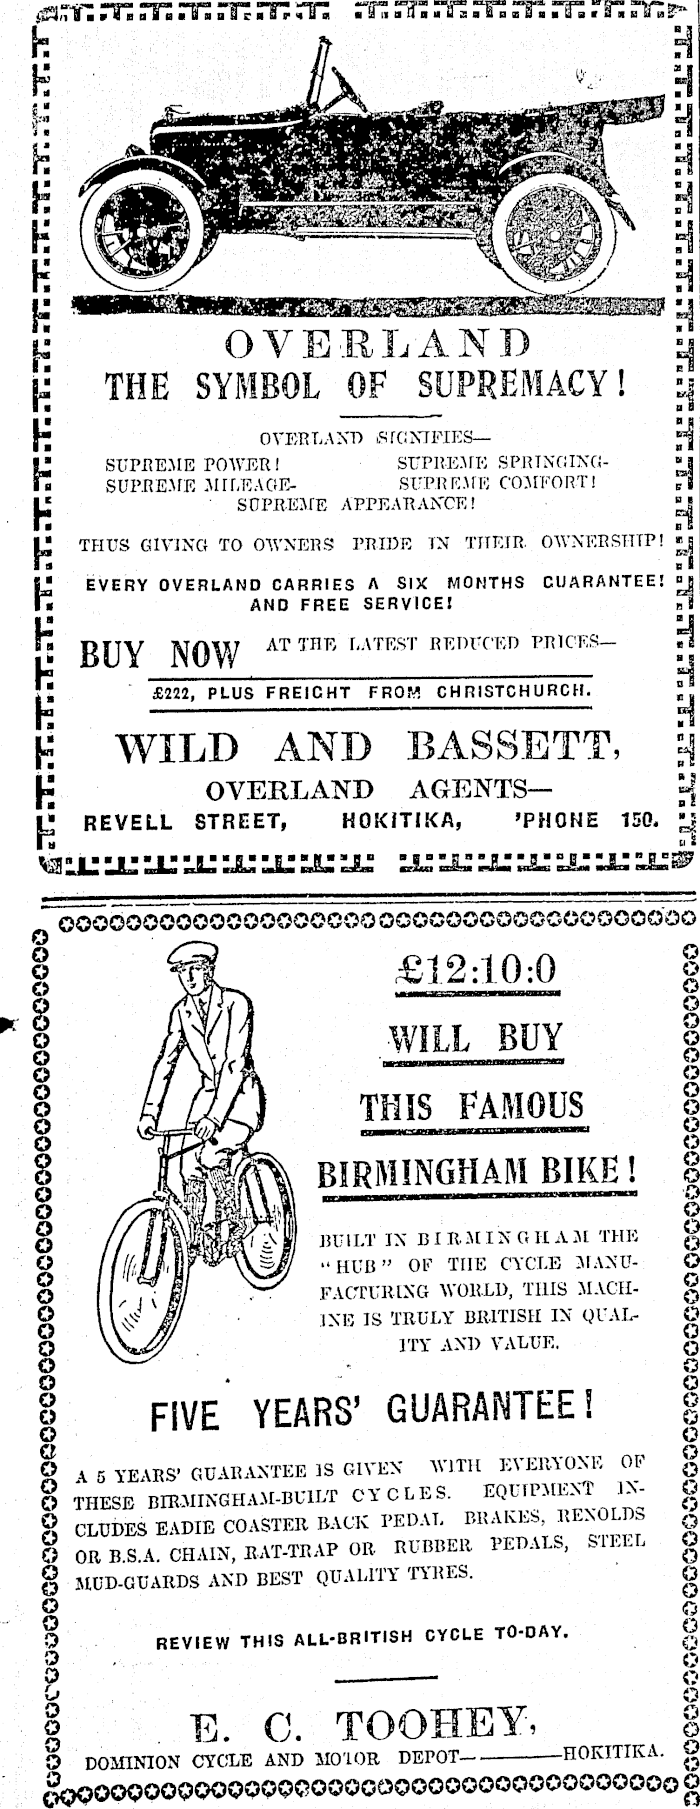 OVERLAND
THE SYMBOL OF SUPREMACY!
OVERLAND SIGNIFIES—
SUPREME POWER! SUPREME SPRINGING-
SUPREME MILEAGE- SUPREME COMFORT!
SUPREME APPEARANCE!
THUS GIVING TO OWNERS PRIDE IN THEIR OWNERSHIP!
EVERY OVERLAND CARRIES A SIX MONTHS GUARANTEE!
AND FREE SERVICE!
BUY NOW AT THE LATEST REDUCED PRICES—
£222, PLUS FREIGHT FROM CHRISTCHURCH.
WILD AND BASSETT,
OVERLAND AGENTS—
REVELL STREET, HOKITIKA, 'PHONE 150.
£12:10:0
WILL BUY
THIS FAMOUS
BIRMINGHAM BIKE!
BUILT IN BIRMINGHAM THE
"HUB" OF THE CYCLE MANU-
FACTURING WORLD, THIS MACH-
INE IS TRULY BRITISH IN QUAL-
ITY AND VALUE.
FIVE YEARS' GUARANTEE!
A 5 YEARS' GUARANTEE IS GIVEN WITH EVERYONE OF
THESE BIRMINGHAM-BUILT CYCLES. EQUIPMENT IN-
CLUDES EADIE COASTER BACK PEDAL BRAKES, RENOLDS
OR B.S.A. CHAIN, RAT-TRAP OR RUBBER PEDALS, STEEL
MUD-GUARDS AND BEST QUALITY TYRES.
REVIEW THIS ALL-BRITISH CYCLE TO-DAY.
E. C. TOOHEY,
DOMINION CYCLE AND MOTOR DEPOT—————HOKITIKA.